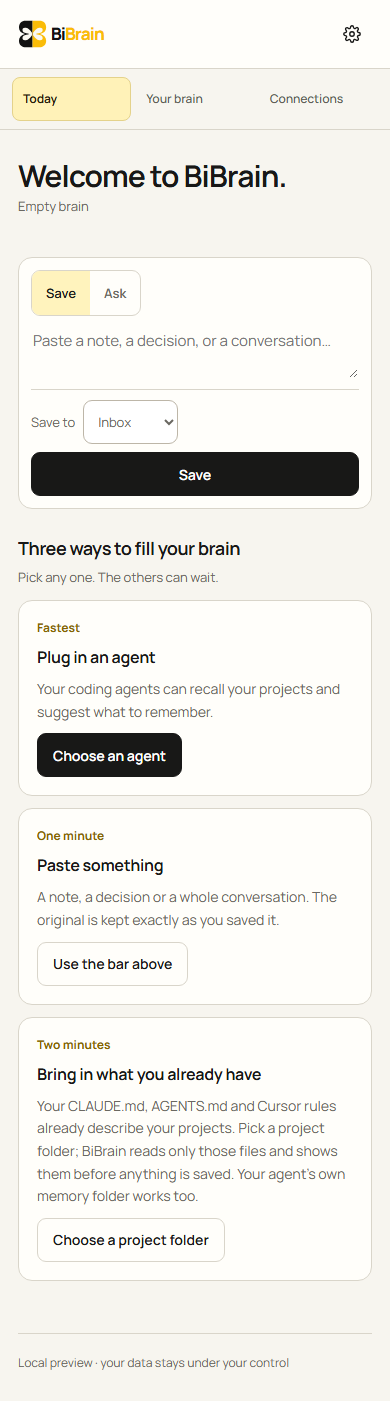 BiBrain
Today
Your brain
Connections
Welcome to BiBrain.
Empty brain
Save
Ask
Paste a note, a decision, or a conversation...
Save to
Inbox
Save
Three ways to fill your brain
Pick any one. The others can wait.
Fastest
Plug in an agent
Your coding agents can recall your projects and
suggest what to remember.
Choose an agent
One minute
Paste something
A note, a decision or a whole conversation. The
original is kept exactly as you saved it.
Use the bar above
Two minutes
Bring in what you already have
Your CLAUDE.md, AGENTS.md and Cursor rules
already describe your projects. Pick a project
folder; BiBrain reads only those files and shows
them before anything is saved. Your agent's own
memory folder works too.
Choose a project folder
Local preview · your data stays under your control